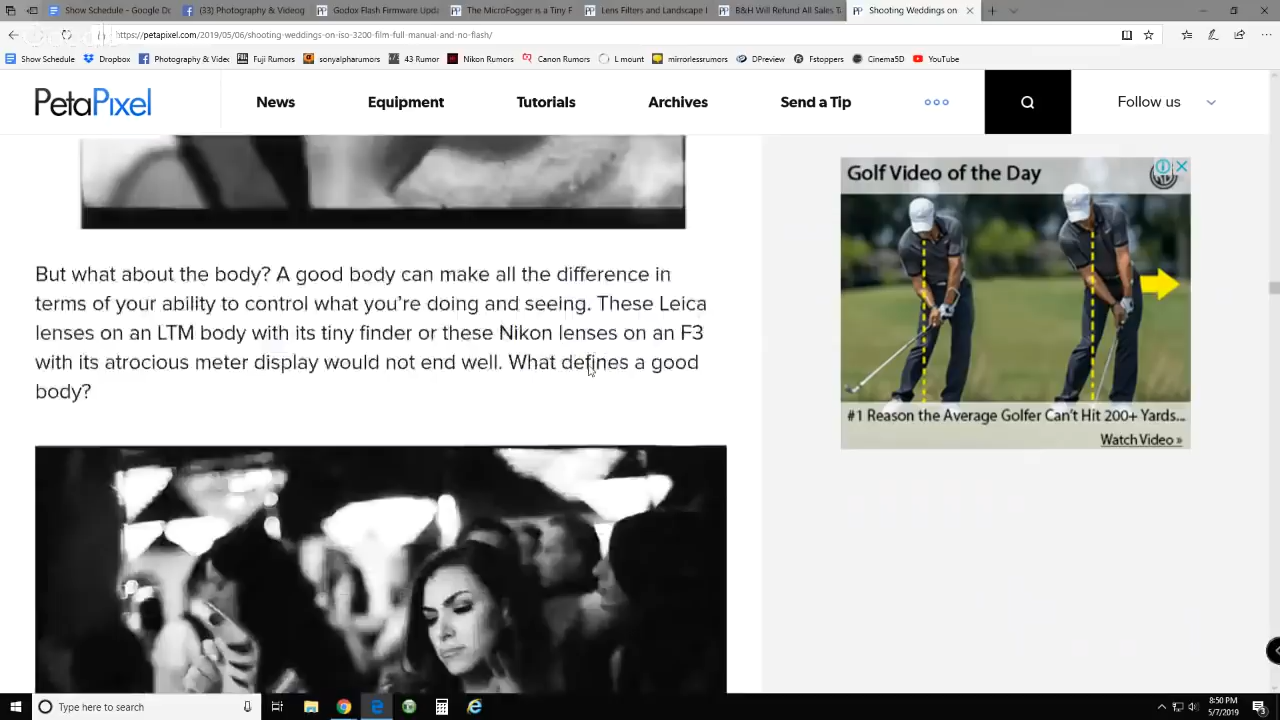 Show Schedule - Google D
(33) Photography & Video
Godox Flash Firmware Upda
The MicroFogger is a Tiny F
Lens Filters and Landscape I
B&H Will Refund All Sales T
Shooting Weddings on
https://petapixel.com/2019/05/06/shooting-weddings-on-iso-3200-film-full-manual-and-no-flash/
Show Schedule Dropbox Photography & Video Fuji Rumors sonyalpharumors 43 Rumor Nikon Rumors Canon Rumors L mount mirrorlessrumors DPreview Fstoppers Cinema5D YouTube
PetaPixel News Equipment Tutorials Archives Send a Tip Follow us
Golf Video of the Day
But what about the body? A good body can make all the difference in
terms of your ability to control what you're doing and seeing. These Leica
lenses on an LTM body with its tiny finder or these Nikon lenses on an F3
with its atrocious meter display would not end well. What defines a good
body?
#1 Reason the Average Golfer Can't Hit 200+ Yards...
Watch Video »
Type here to search
8:50 PM
5/7/2019